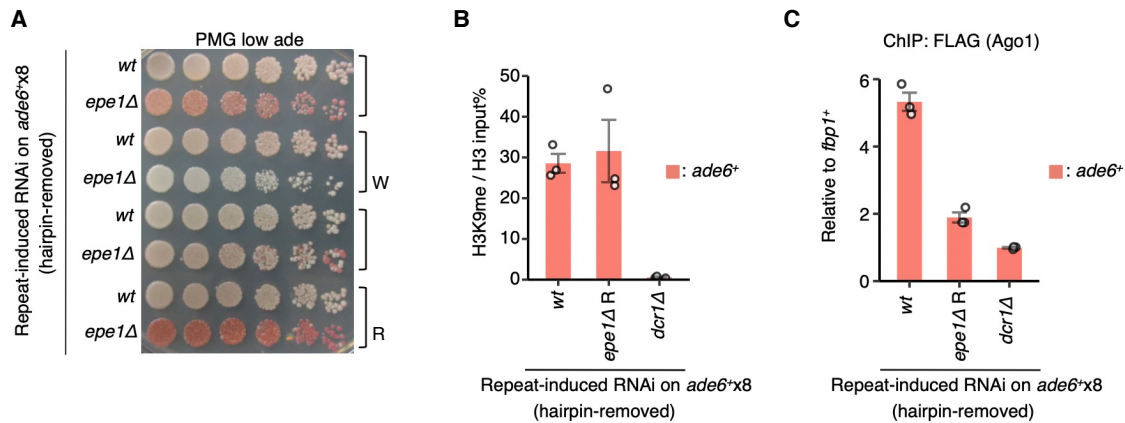 A
PMG low ade
Repeat-induced RNAi on ade6⁺x8
(hairpin-removed)
wt
epe1Δ
wt
epe1Δ
W
wt
epe1Δ
wt
epe1Δ
R
B
H3K9me / H3 input%
50
40
30
20
10
0
: ade6⁺
wt
epe1Δ R
dcr1Δ
Repeat-induced RNAi on ade6⁺x8
(hairpin-removed)
C
ChIP: FLAG (Ago1)
Relative to fbp1⁺
6
4
2
0
: ade6⁺
wt
epe1Δ R
dcr1Δ
Repeat-induced RNAi on ade6⁺x8
(hairpin-removed)